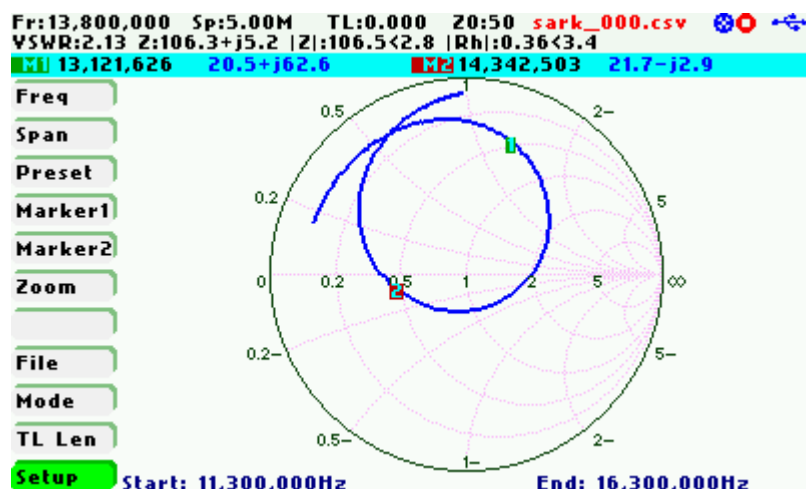 Fr:13,800,000 Sp:5.00M TL:0.000 Z0:50 sark_000.csv
VSWR:2.13 Z:106.3+j5.2 |Z|:106.5<2.8 |Rh|:0.36<3.4
M1 13,121,626 20.5+j62.6 M2 14,342,503 21.7-j2.9
Freq
Span
Preset
Marker1
Marker2
Zoom
File
Mode
TL Len
Setup
1
0.5
2-
1
0.2
5
0 0.2 0.5 1 2 5 ∞
2
0.2-
5-
0.5-
2-
1-
Start: 11,300,000Hz End: 16,300,000Hz